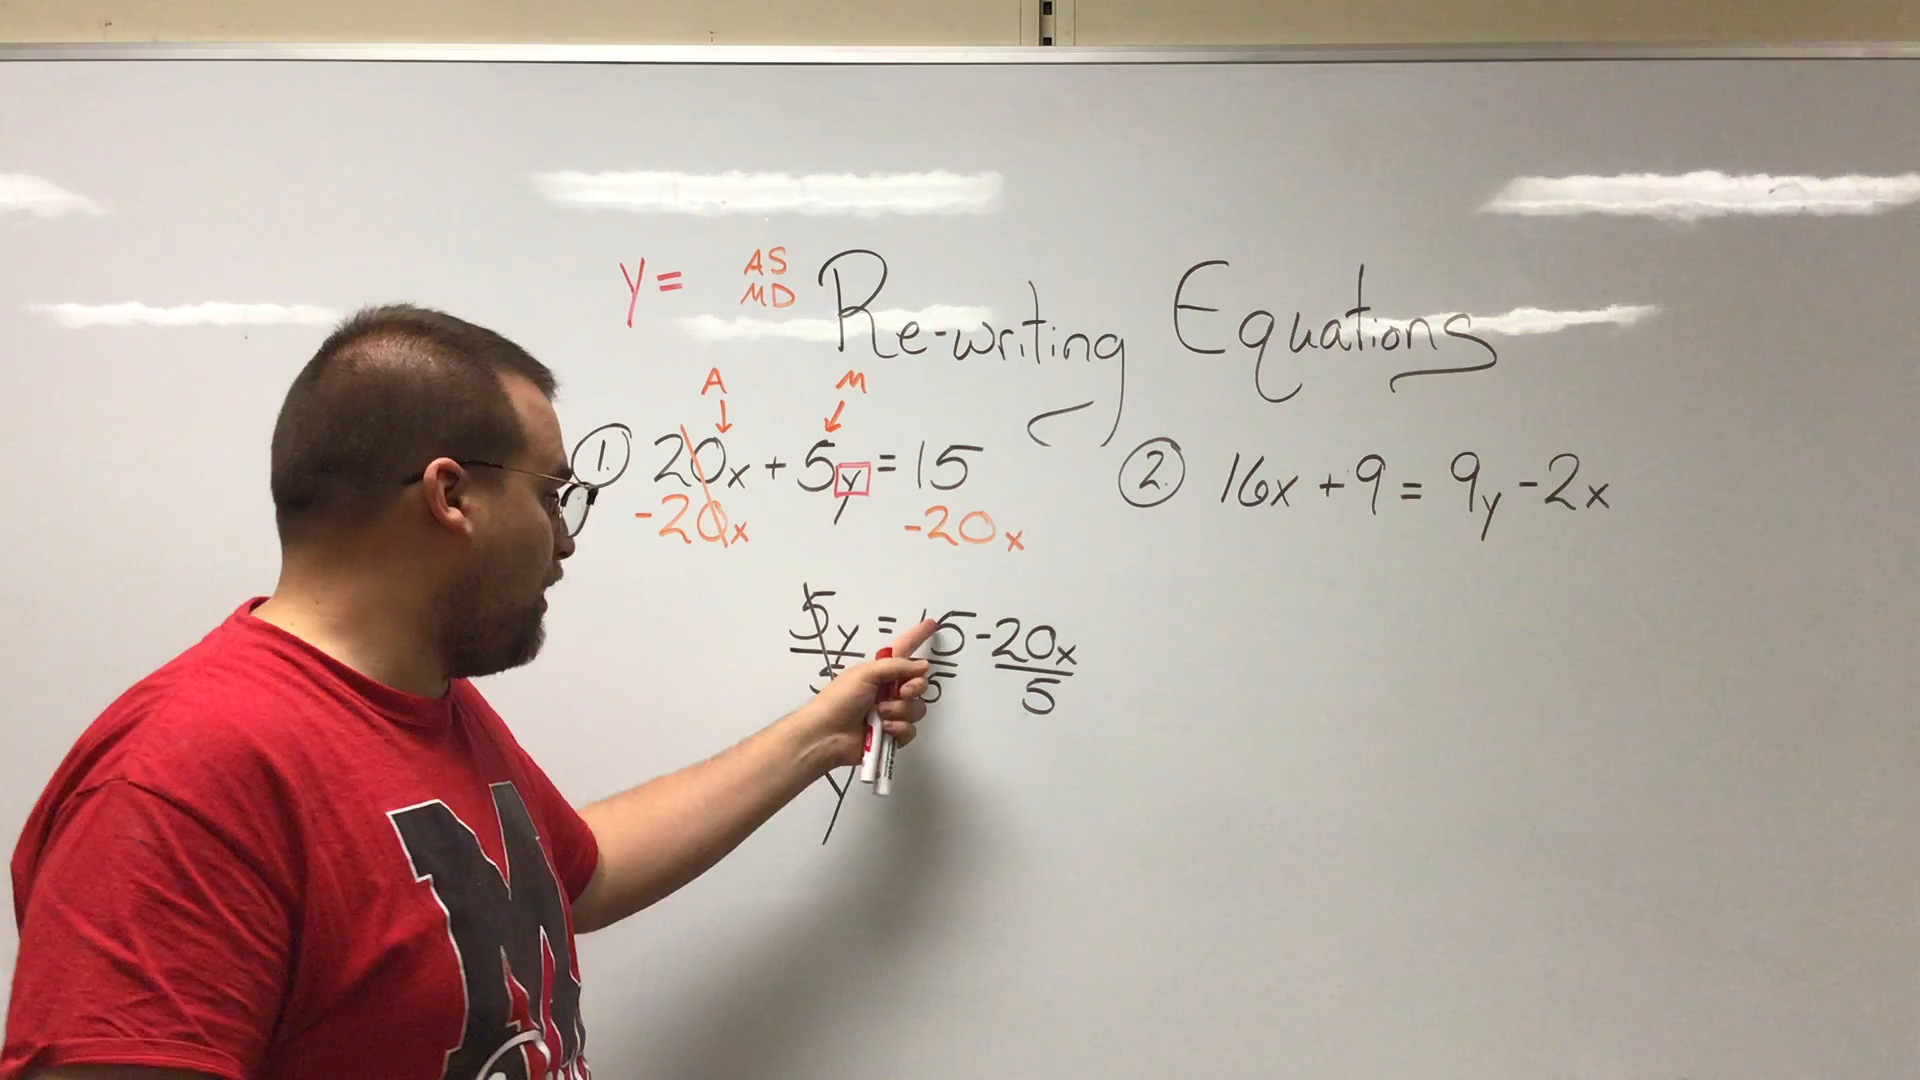 y= AS
MD
Re-writing Equations
A M
1. 20x + 5y = 15
-20x -20x
5y = 15 - 20x
5 5
y
2. 16x + 9 = 9y - 2x
M